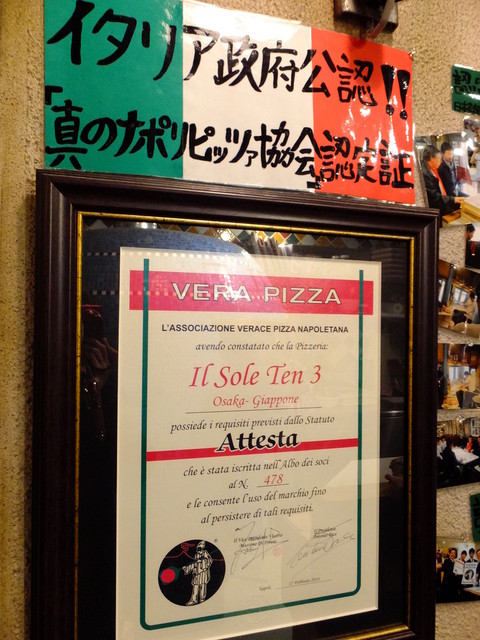 イタリア政府公認!!
「真のナポリピッツァ協会」認定証
VERA PIZZA
L'ASSOCIAZIONE VERACE PIZZA NAPOLETANA
avendo constatato che la Pizzeria:
Il Sole Ten 3
Osaka- Giappone
possiede i requisiti previsti dallo Statuto
Attesta
che è stata iscritta nell'Albo dei soci
al N. 478
e le consente l'uso del marchio fino
al persistere di tali requisiti.
Il Presidente